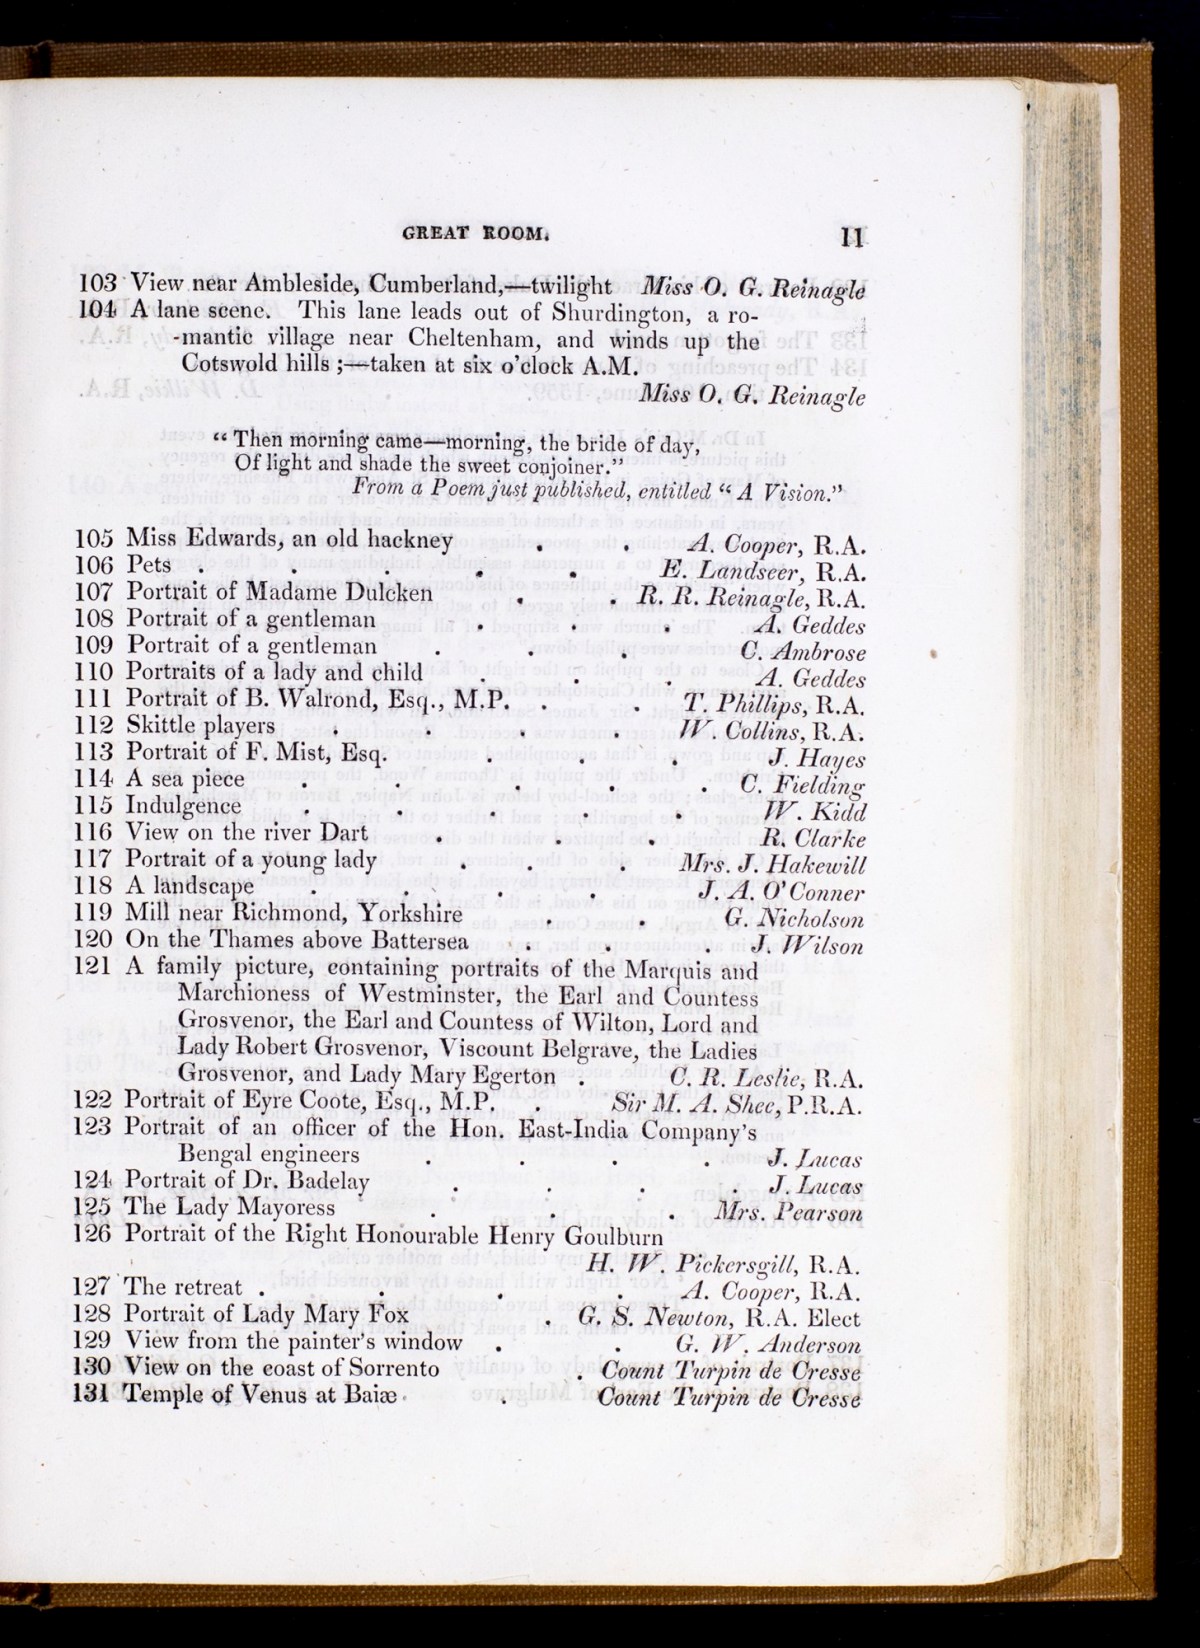 GREAT ROOM. 11
103 View near Ambleside, Cumberland,—twilight Miss O. G. Reinagle
104 A lane scene. This lane leads out of Shurdington, a ro-
-mantic village near Cheltenham, and winds up the
Cotswold hills;—taken at six o'clock A.M.
Miss O. G. Reinagle
"Then morning came—morning, the bride of day,
Of light and shade the sweet conjoiner."
From a Poem just published, entitled "A Vision."
105 Miss Edwards, an old hackney . . A. Cooper, R.A.
106 Pets . . . . . E. Landseer, R.A.
107 Portrait of Madame Dulcken . . R. R. Reinagle, R.A.
108 Portrait of a gentleman . . . A. Geddes
109 Portrait of a gentleman . . . C. Ambrose
110 Portraits of a lady and child . . . A. Geddes
111 Portrait of B. Walrond, Esq., M.P. . . T. Phillips, R.A.
112 Skittle players . . . . W. Collins, R.A.
113 Portrait of F. Mist, Esq. . . . J. Hayes
114 A sea piece . . . . . C. Fielding
115 Indulgence . . . . . . W. Kidd
116 View on the river Dart . . . R. Clarke
117 Portrait of a young lady . . . Mrs. J. Hakewill
118 A landscape . . . . J. A. O'Conner
119 Mill near Richmond, Yorkshire . . G. Nicholson
120 On the Thames above Battersea . . . J. Wilson
121 A family picture, containing portraits of the Marquis and
Marchioness of Westminster, the Earl and Countess
Grosvenor, the Earl and Countess of Wilton, Lord and
Lady Robert Grosvenor, Viscount Belgrave, the Ladies
Grosvenor, and Lady Mary Egerton . C. R. Leslie, R.A.
122 Portrait of Eyre Coote, Esq., M.P. . Sir M. A. Shee, P.R.A.
123 Portrait of an officer of the Hon. East-India Company's
Bengal engineers . . . . J. Lucas
124 Portrait of Dr. Badelay . . . . J. Lucas
125 The Lady Mayoress . . . Mrs. Pearson
126 Portrait of the Right Honourable Henry Goulburn
H. W. Pickersgill, R.A.
127 The retreat . . . . A. Cooper, R.A.
128 Portrait of Lady Mary Fox . G. S. Newton, R.A. Elect
129 View from the painter's window . . G. W. Anderson
130 View on the coast of Sorrento . Count Turpin de Cresse
131 Temple of Venus at Baiæ . . Count Turpin de Cresse